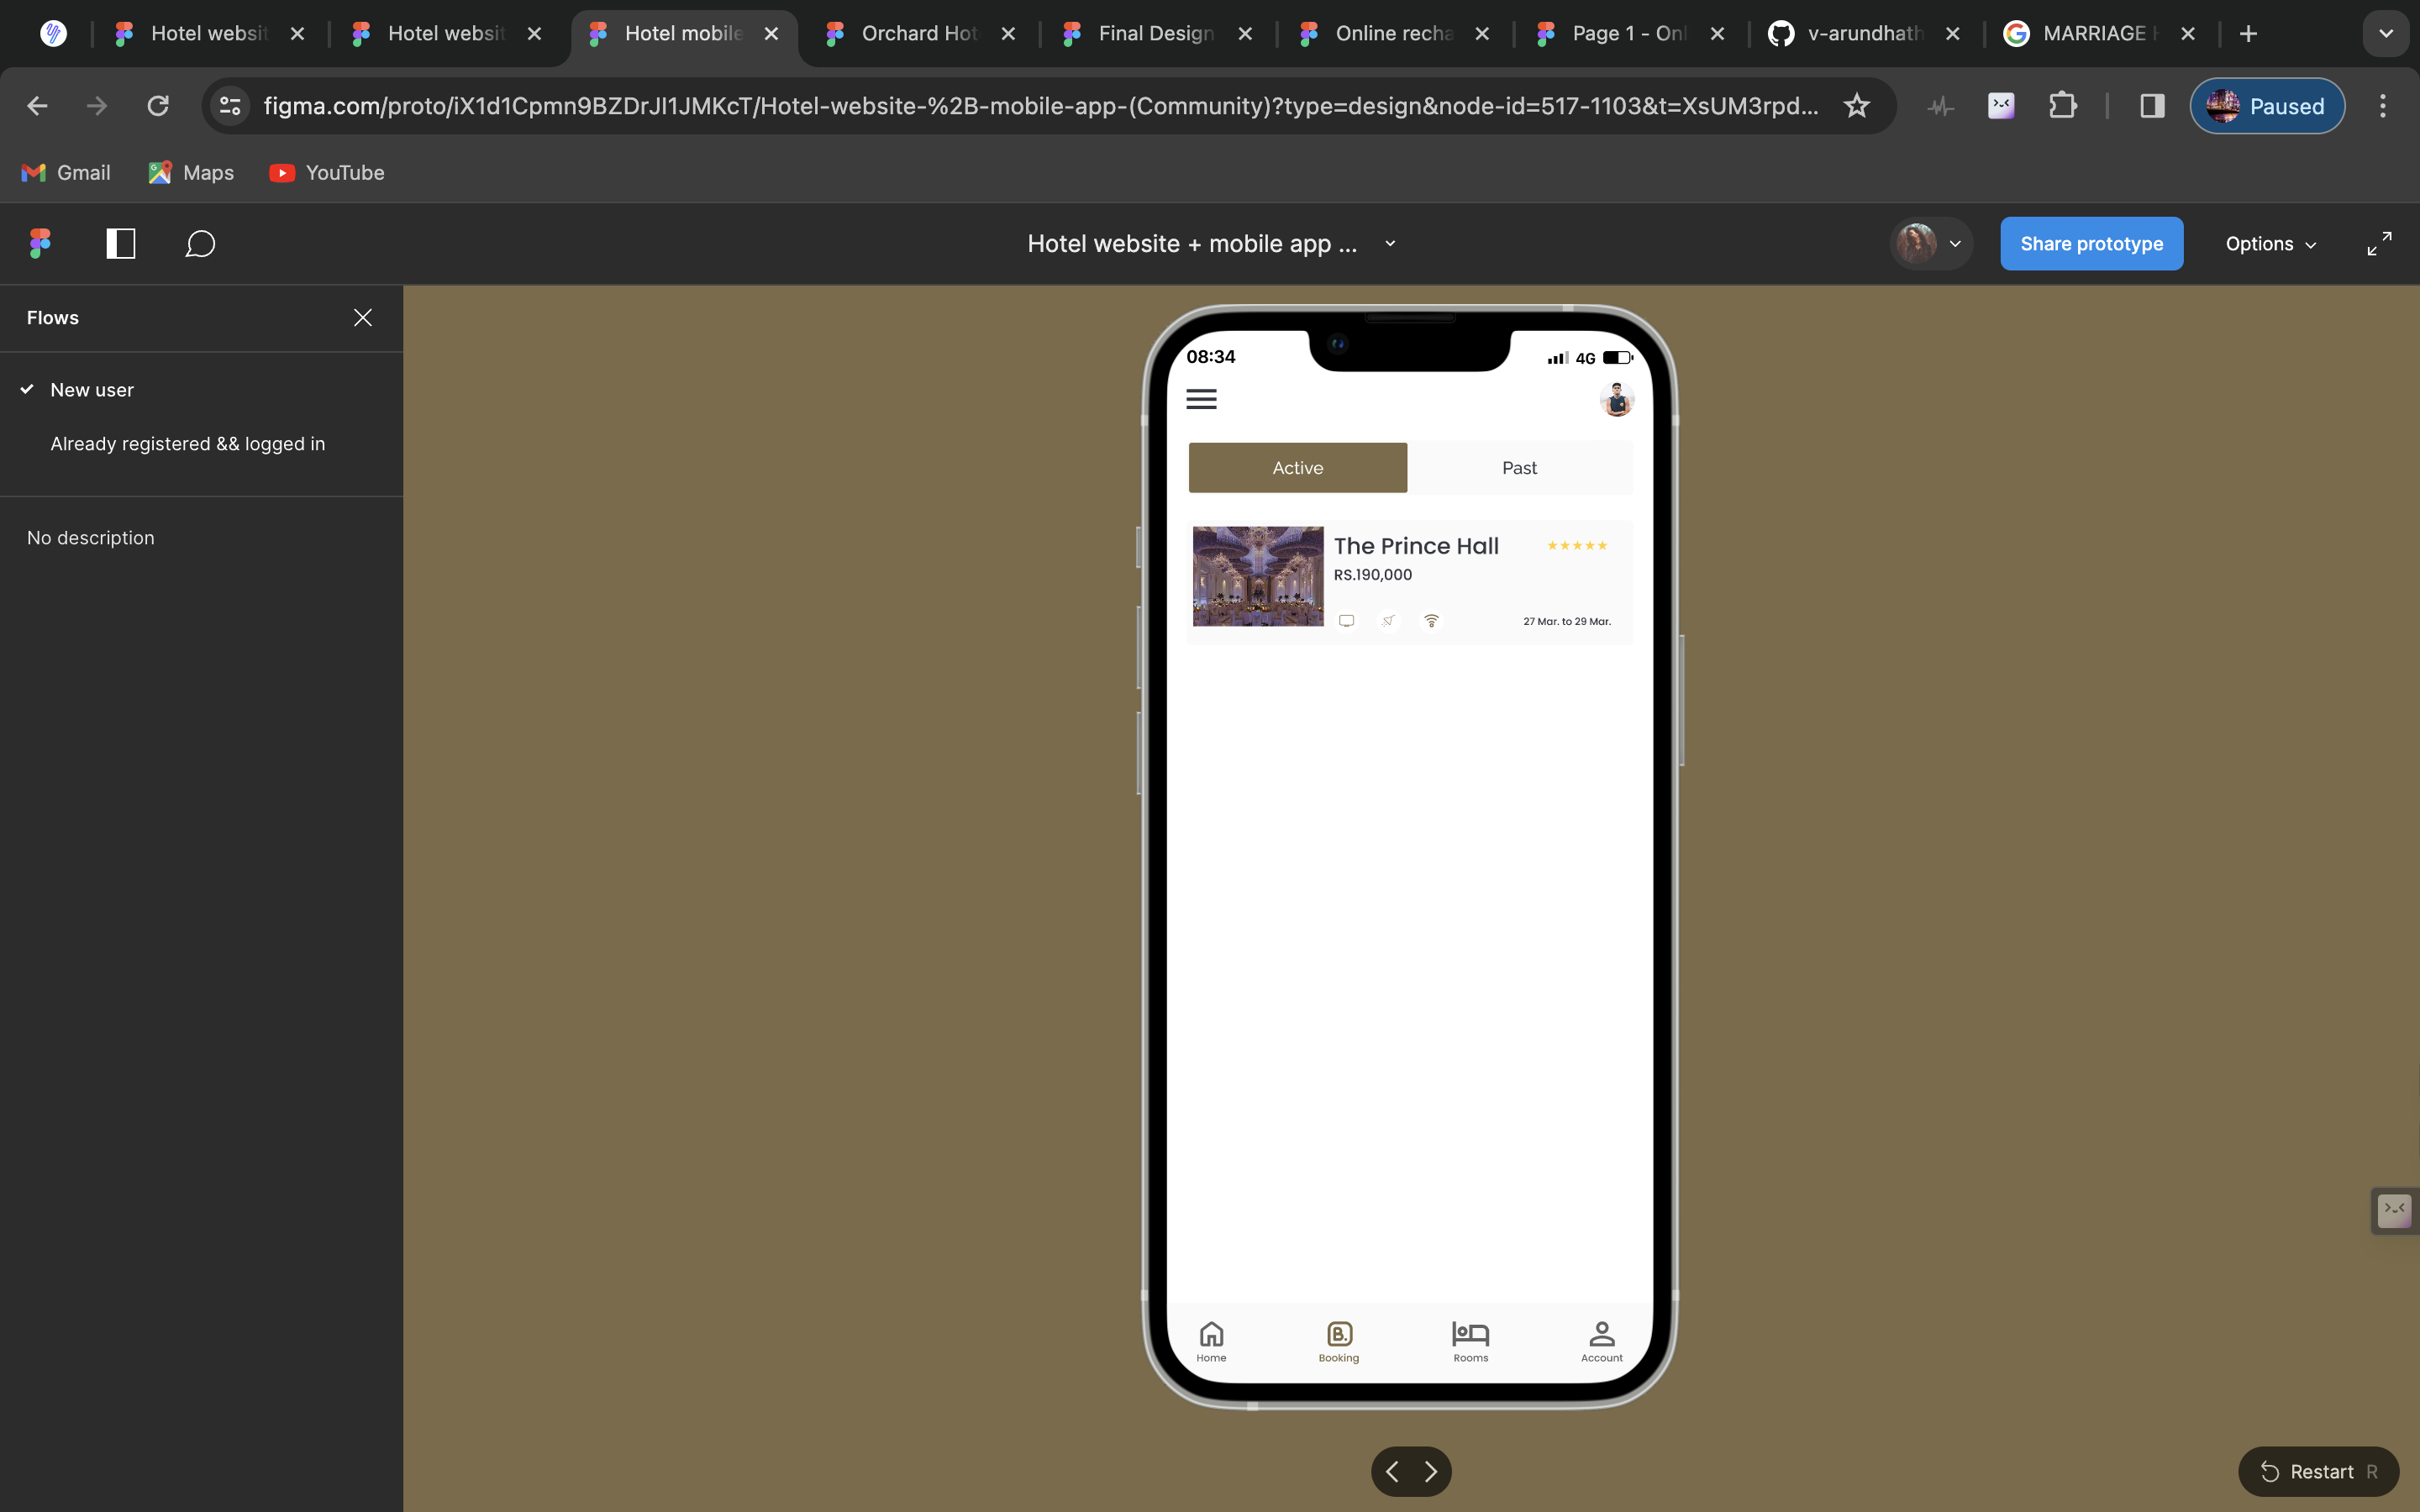 Hotel websit
Hotel websit
Hotel mobile
Orchard Hot
Final Design
Online recha
Page 1 - Onl
v-arundhath
MARRIAGE H
figma.com/proto/iX1d1Cpmn9BZDrJI1JMKcT/Hotel-website-%2B-mobile-app-(Community)?type=design&node-id=517-1103&t=XsUM3rpd...
Paused
Gmail
Maps
YouTube
Hotel website + mobile app ...
Share prototype
Options
Flows
New user
Already registered && logged in
No description
08:34
4G
Active
Past
The Prince Hall
RS.190,000
27 Mar. to 29 Mar.
Home
B.
Booking
Rooms
Account
Restart R